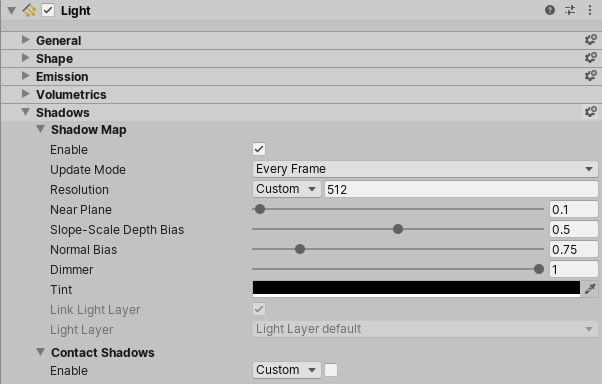 Light
General
Shape
Emission
Volumetrics
Shadows
Shadow Map
Enable
Update Mode Every Frame
Resolution Custom 512
Near Plane 0.1
Slope-Scale Depth Bias 0.5
Normal Bias 0.75
Dimmer 1
Tint
Link Light Layer
Light Layer Light Layer default
Contact Shadows
Enable Custom